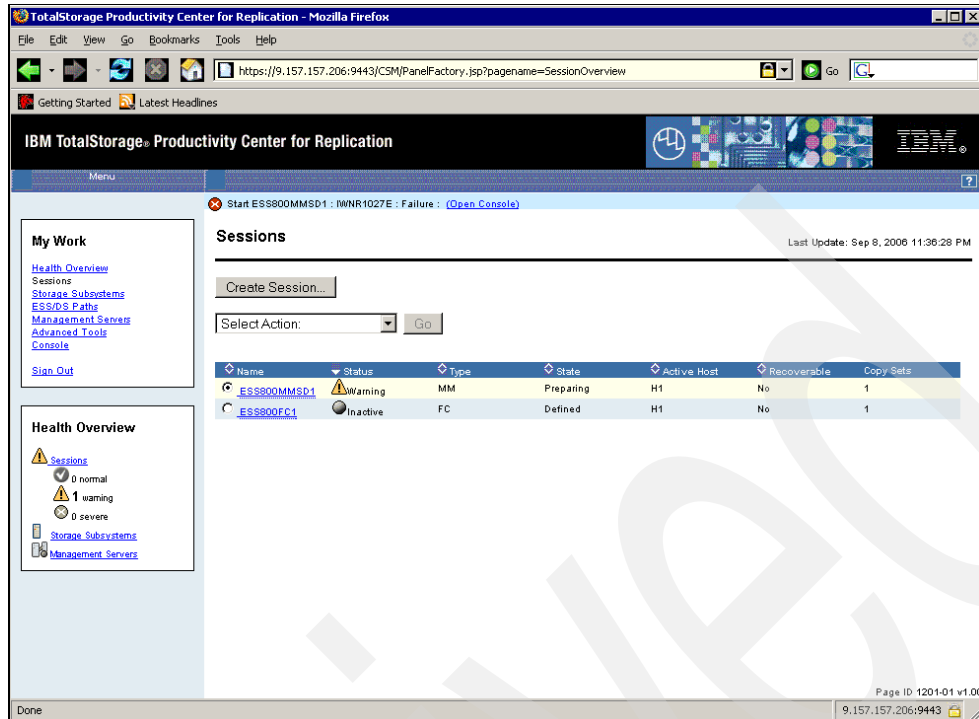 TotalStorage Productivity Center for Replication - Mozilla Firefox
File Edit View Go Bookmarks Tools Help
https://9.157.157.206:9443/CSM/PanelFactory.jsp?pagename=SessionOverview
Go
Getting Started Latest Headlines
IBM TotalStorage® Productivity Center for Replication
IBM®
Menu
?
Start ESS800MMSD1 : IWNR1027E : Failure : (Open Console)
My Work
Health Overview
Sessions
Storage Subsystems
ESS/DS Paths
Management Servers
Advanced Tools
Console
Sign Out
Health Overview
Sessions
0 normal
1 warning
0 severe
Storage Subsystems
Management Servers
Sessions
Last Update: Sep 8, 2006 11:36:28 PM
Create Session...
Select Action: Go
Name Status Type State Active Host Recoverable Copy Sets
ESS800MMSD1 Warning MM Preparing H1 No 1
ESS800FC1 Inactive FC Defined H1 No 1
Page ID 1201-01 v1.00
Done
9.157.157.206:9443